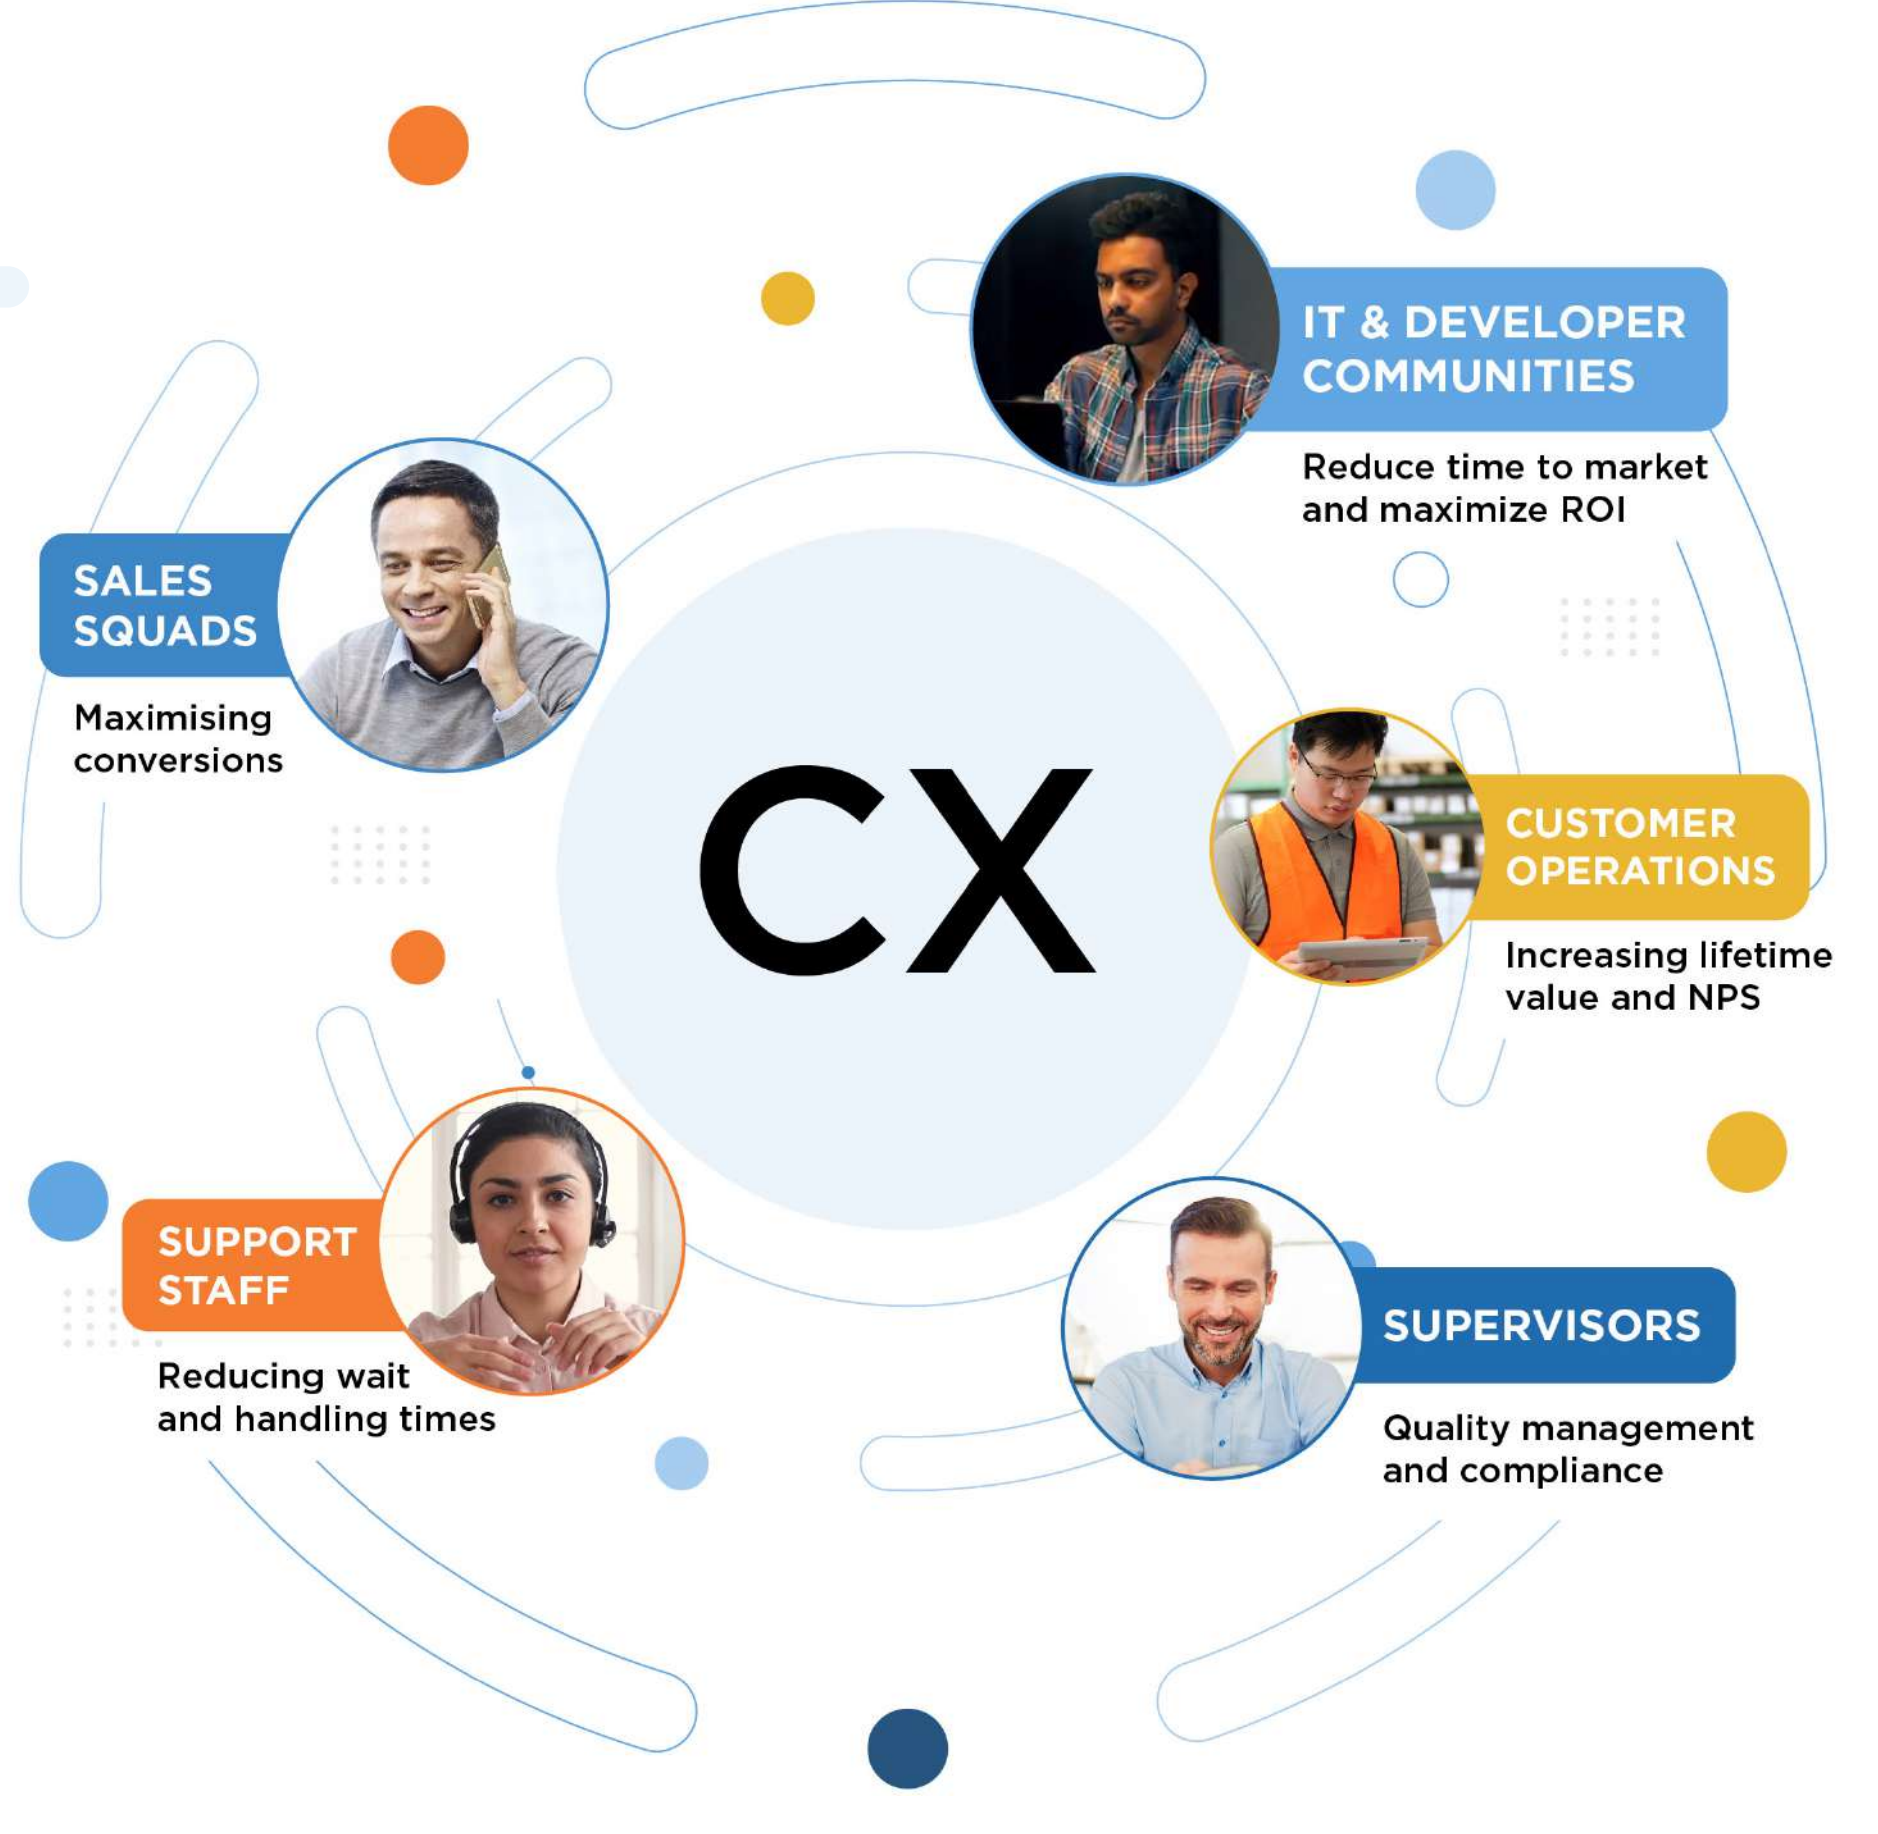 IT & DEVELOPER
COMMUNITIES
Reduce time to market
and maximize ROI
SALES
SQUADS
Maximising
conversions
CX
CUSTOMER
OPERATIONS
Increasing lifetime
value and NPS
SUPPORT
STAFF
Reducing wait
and handling times
SUPERVISORS
Quality management
and compliance